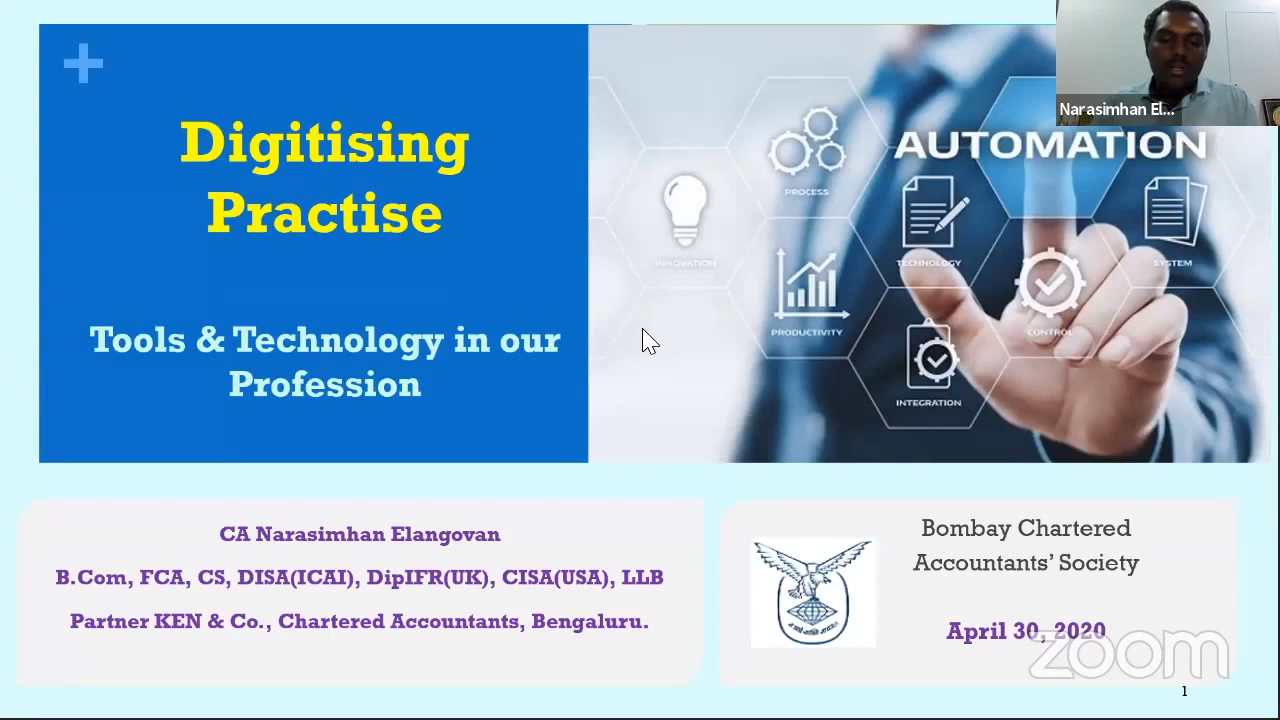 Digitising
Practise
Tools & Technology in our
Profession
AUTOMATION
PROCESS
INNOVATION
TECHNOLOGY
SYSTEM
PRODUCTIVITY
CONTROL
INTEGRATION
Narasimhan El...
CA Narasimhan Elangovan
B.Com, FCA, CS, DISA(ICAI), DipIFR(UK), CISA(USA), LLB
Partner KEN & Co., Chartered Accountants, Bengaluru.
Bombay Chartered
Accountants’ Society
April 30, 2020
zoom
1